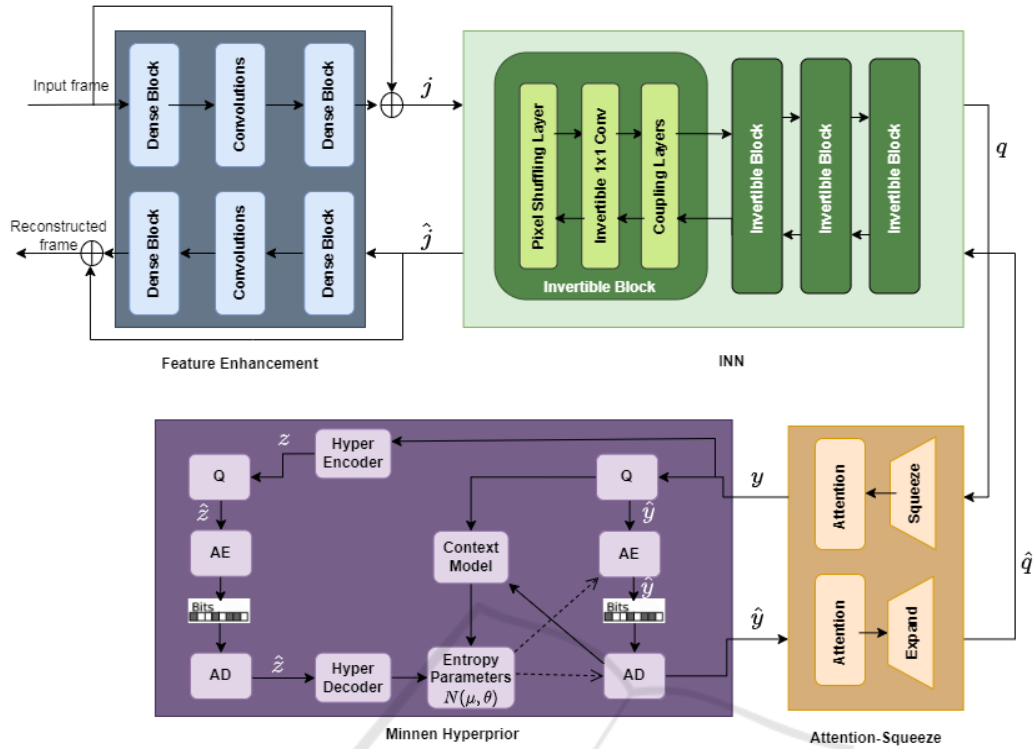 Input frame
Dense Block
Convolutions
Dense Block
j
Reconstructed
frame
Dense Block
Convolutions
Dense Block
ĵ
Feature Enhancement
Pixel Shuffling Layer
Invertible 1x1 Conv
Coupling Layers
Invertible Block
Invertible Block
Invertible Block
Invertible Block
INN
q
q̂
Hyper
Encoder
z
Q
ẑ
AE
Bits
AD
ẑ
Hyper
Decoder
Context
Model
Entropy
Parameters
N(μ, θ)
Q
ŷ
AE
ŷ
Bits
AD
Minnen Hyperprior
y
ŷ
Attention
Squeeze
Attention
Expand
Attention-Squeeze